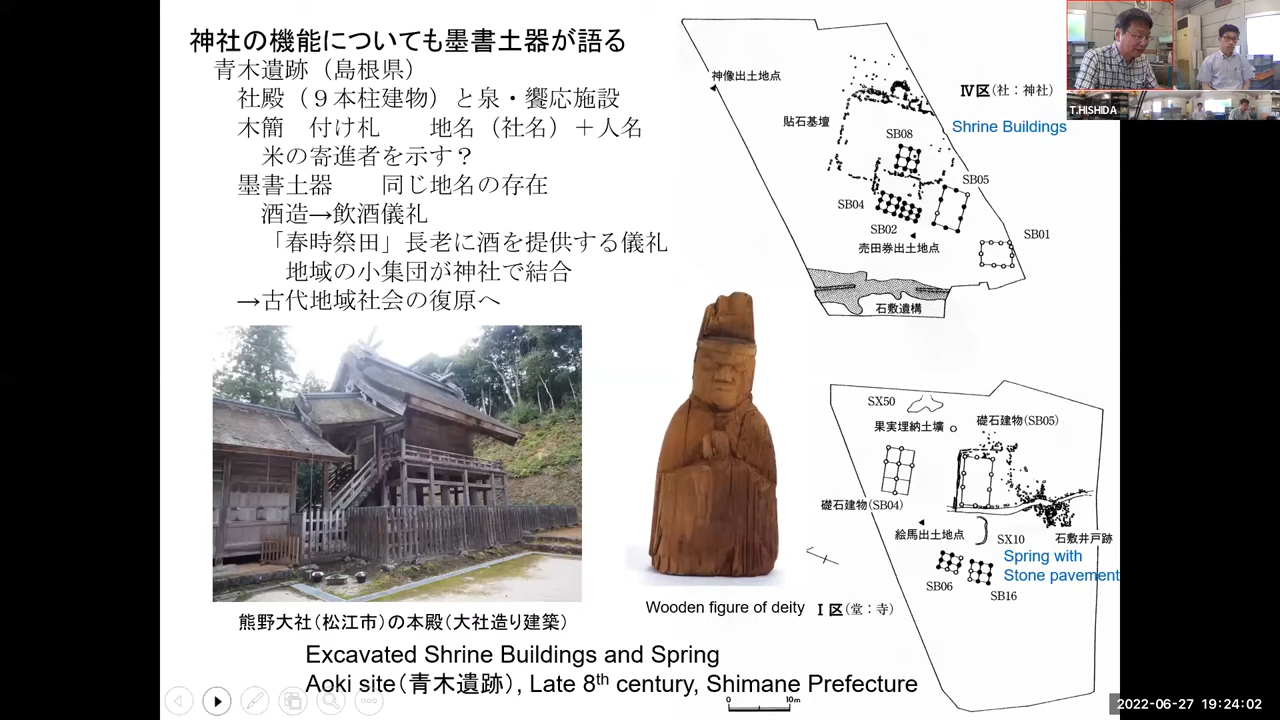 神社の機能についても墨書土器が語る
青木遺跡（島根県）
社殿（９本柱建物）と泉・饗応施設
木簡　付け札　　地名（社名）＋人名
米の寄進者を示す？
墨書土器　　同じ地名の存在
酒造→飲酒儀礼
「春時祭田」長老に酒を提供する儀礼
地域の小集団が神社で結合
→古代地域社会の復原へ
熊野大社（松江市）の本殿（大社造り建築）
Wooden figure of deity
神像出土地点
貼石基壇
Ⅳ区（社：神社）
Shrine Buildings
SB08
SB05
SB04
SB02
売田券出土地点
SB01
石敷遺構
SX50
果実埋納土壙
礎石建物（SB05）
礎石建物（SB04）
絵馬出土地点
SX10
石敷井戸跡
Spring with
Stone pavement
SB06
SB16
Ⅰ区（堂：寺）
Excavated Shrine Buildings and Spring
Aoki site（青木遺跡）, Late 8th century, Shimane Prefecture
0 10m
T.HISHIDA
2022-06-27 19:24:02